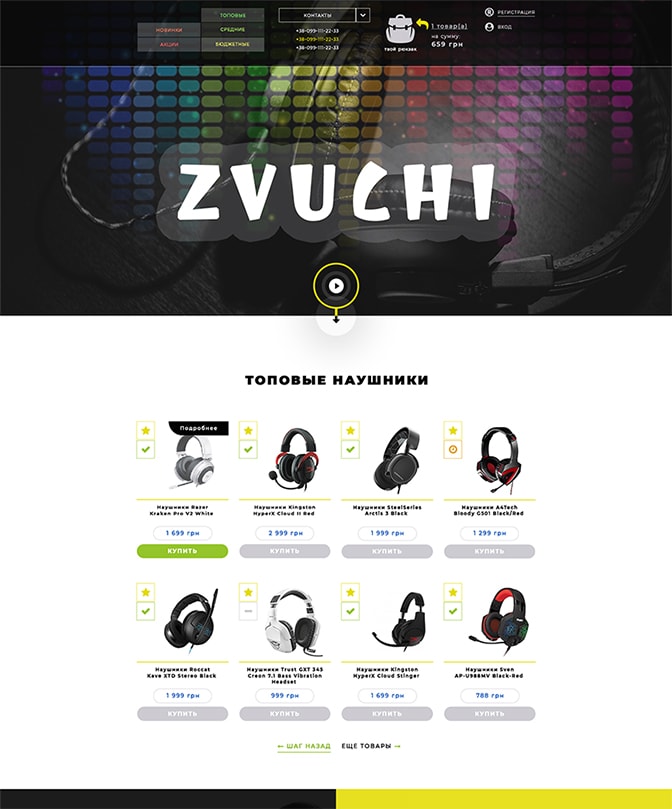 ТОПОВЫЕ
НОВИНКИ
СРЕДНИЕ
АКЦИИ
БЮДЖЕТНЫЕ
КОНТАКТЫ
+38-099-111-22-33
+38-099-111-22-33
+38-099-111-22-33
твой рюкзак
1 товар(а)
на сумму:
659 грн
РЕГИСТРАЦИЯ
ВХОД
ZVUCHI
ТОПОВЫЕ НАУШНИКИ
Подробнее
Наушники Razer
Kraken Pro V2 White
1 699 грн
КУПИТЬ
Наушники Kingston
HyperX Cloud II Red
2 999 грн
КУПИТЬ
Наушники SteelSeries
Arctis 3 Black
1 999 грн
КУПИТЬ
Наушники A4Tech
Bloody G501 Black/Red
1 299 грн
КУПИТЬ
Наушники Roccat
Kave XTD Stereo Black
1 999 грн
КУПИТЬ
Наушники Trust GXT 345
Creon 7.1 Bass Vibration
Headset
2 999 грн
КУПИТЬ
Наушники Kingston
HyperX Cloud Stinger
1 699 грн
КУПИТЬ
Наушники Sven
AP-U988MV Black-Red
788 грн
КУПИТЬ
← ШАГ НАЗАД
ЕЩЕ ТОВАРЫ →